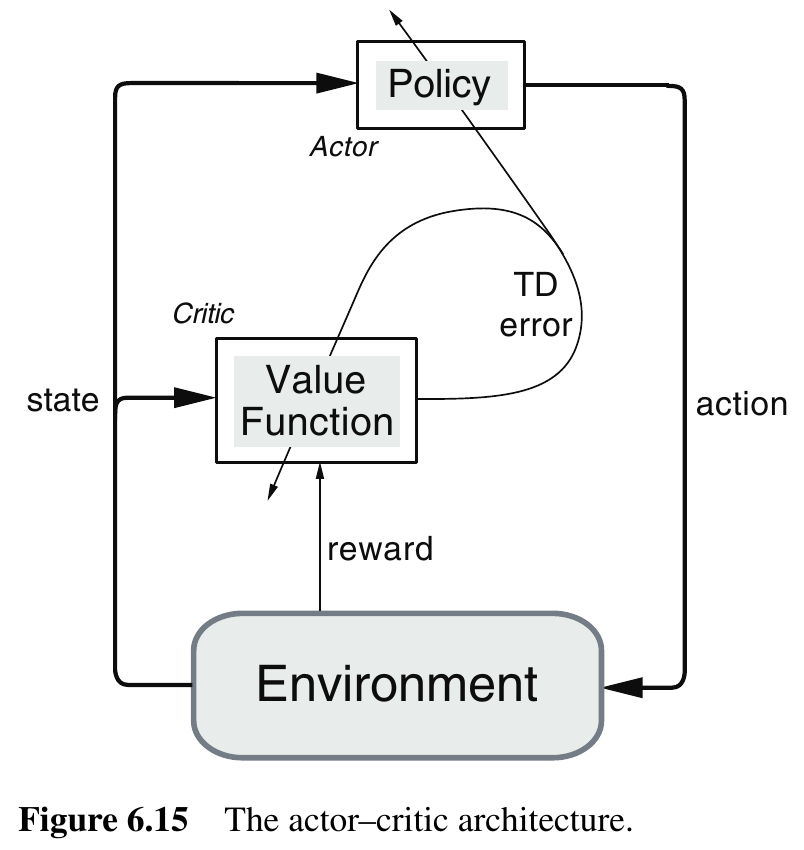 Policy
Actor
TD
error
Critic
Value
Function
state
action
reward
Environment
Figure 6.15 The actor–critic architecture.